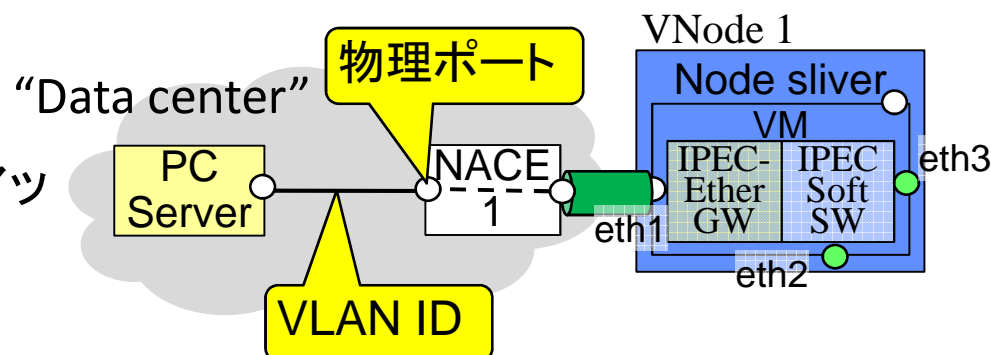 VNode 1
物理ポート
Node sliver
“Data center”
VM
PC
Server
NACE
1
IPEC-
Ether
GW
IPEC
Soft
SW
eth3
eth1
eth2
VLAN ID
ッ